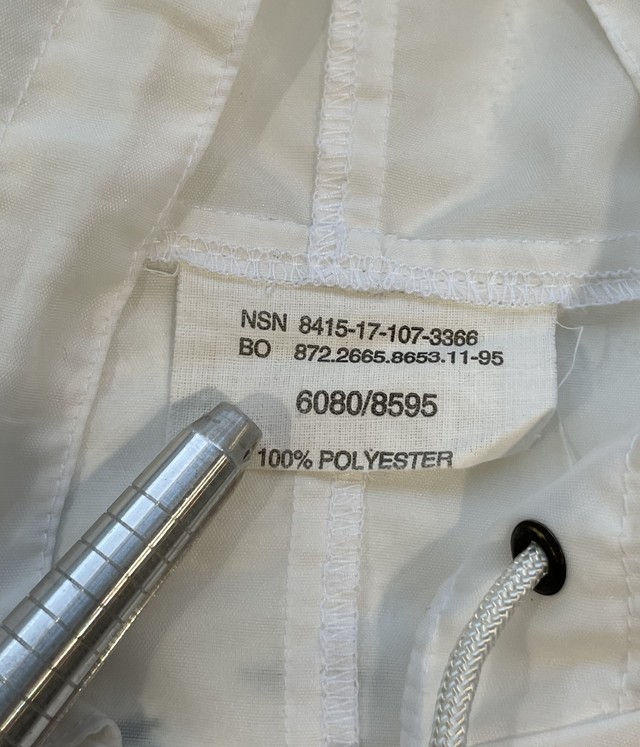 NSN 8415-17-107-3366
BO 872.2665.8653.11-95
6080/8595
100% POLYESTER